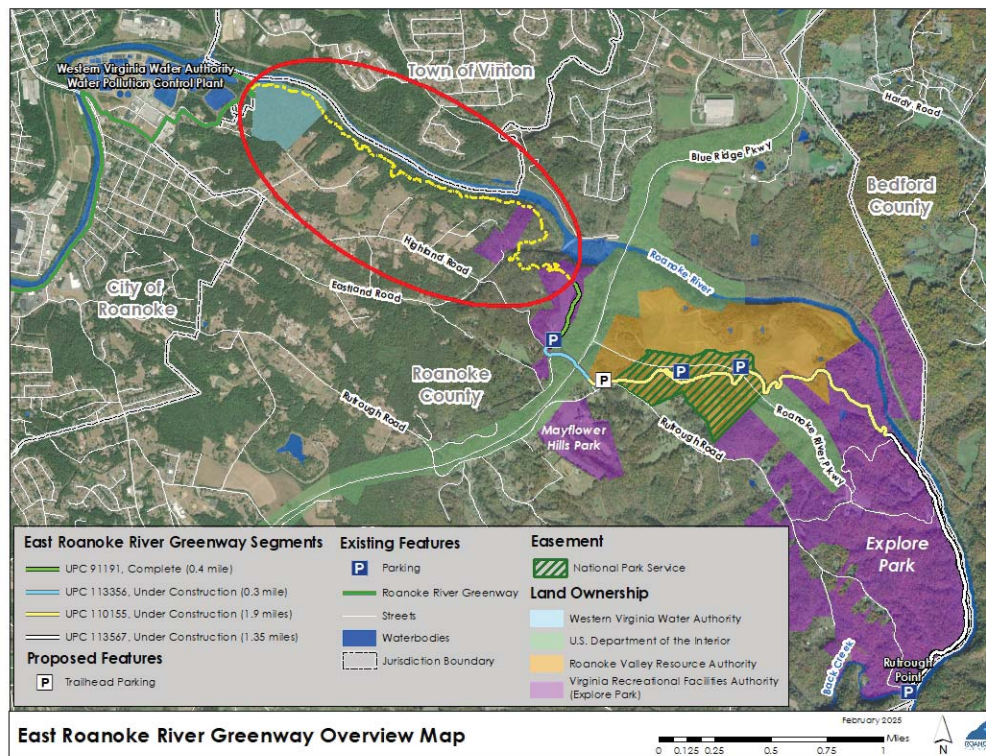 Western Virginia Water Authority
Water Pollution Control Plant
Town of Vinton
Hardy Road
Blue Ridge Pkwy
Bedford
County
Highland Road
Roanoke River
Eastland Road
City of
Roanoke
P
Roanoke
County
P
P
P
Rutrough Road
Mayflower
Hills Park
Rutrough Road
Roanoke
River Pkwy
Explore
Park
Back Creek
Rutrough
Point
P
East Roanoke River Greenway Segments
UPC 91191, Complete (0.4 mile)
UPC 113356, Under Construction (0.3 mile)
UPC 110155, Under Construction (1.9 miles)
UPC 113567, Under Construction (1.35 miles)
Proposed Features
P Trailhead Parking
Existing Features
P Parking
Roanoke River Greenway
Streets
Waterbodies
Jurisdiction Boundary
Easement
National Park Service
Land Ownership
Western Virginia Water Authority
U.S. Department of the Interior
Roanoke Valley Resource Authority
Virginia Recreational Facilities Authority
(Explore Park)
East Roanoke River Greenway Overview Map
February 2025
Miles
0 0.125 0.25 0.5 0.75 1
N